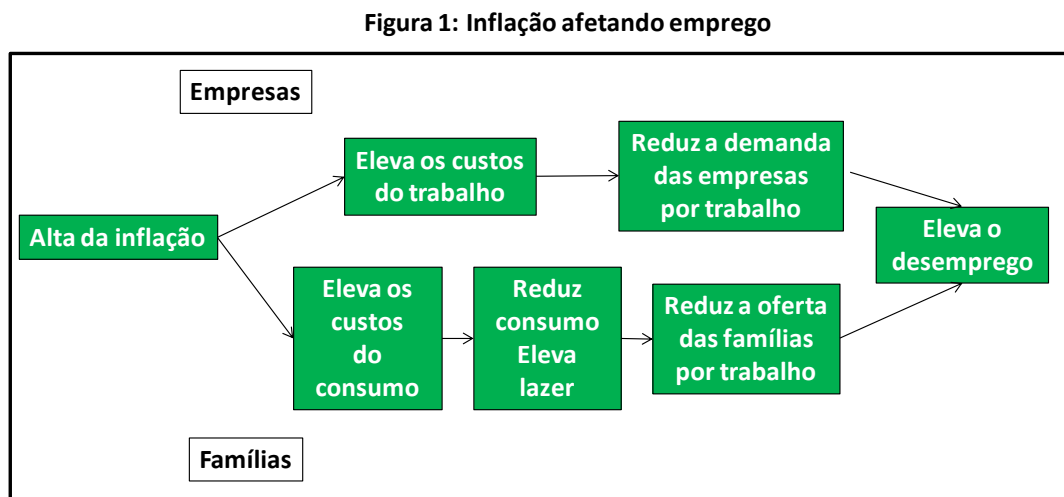 Figura 1: Inflação afetando emprego
Empresas
Eleva os custos
do trabalho
Reduz a demanda
das empresas
por trabalho
Alta da inflação
Eleva o
desemprego
Eleva os
custos
do
consumo
Reduz
consumo
Eleva
lazer
Reduz a oferta
das famílias
por trabalho
Famílias